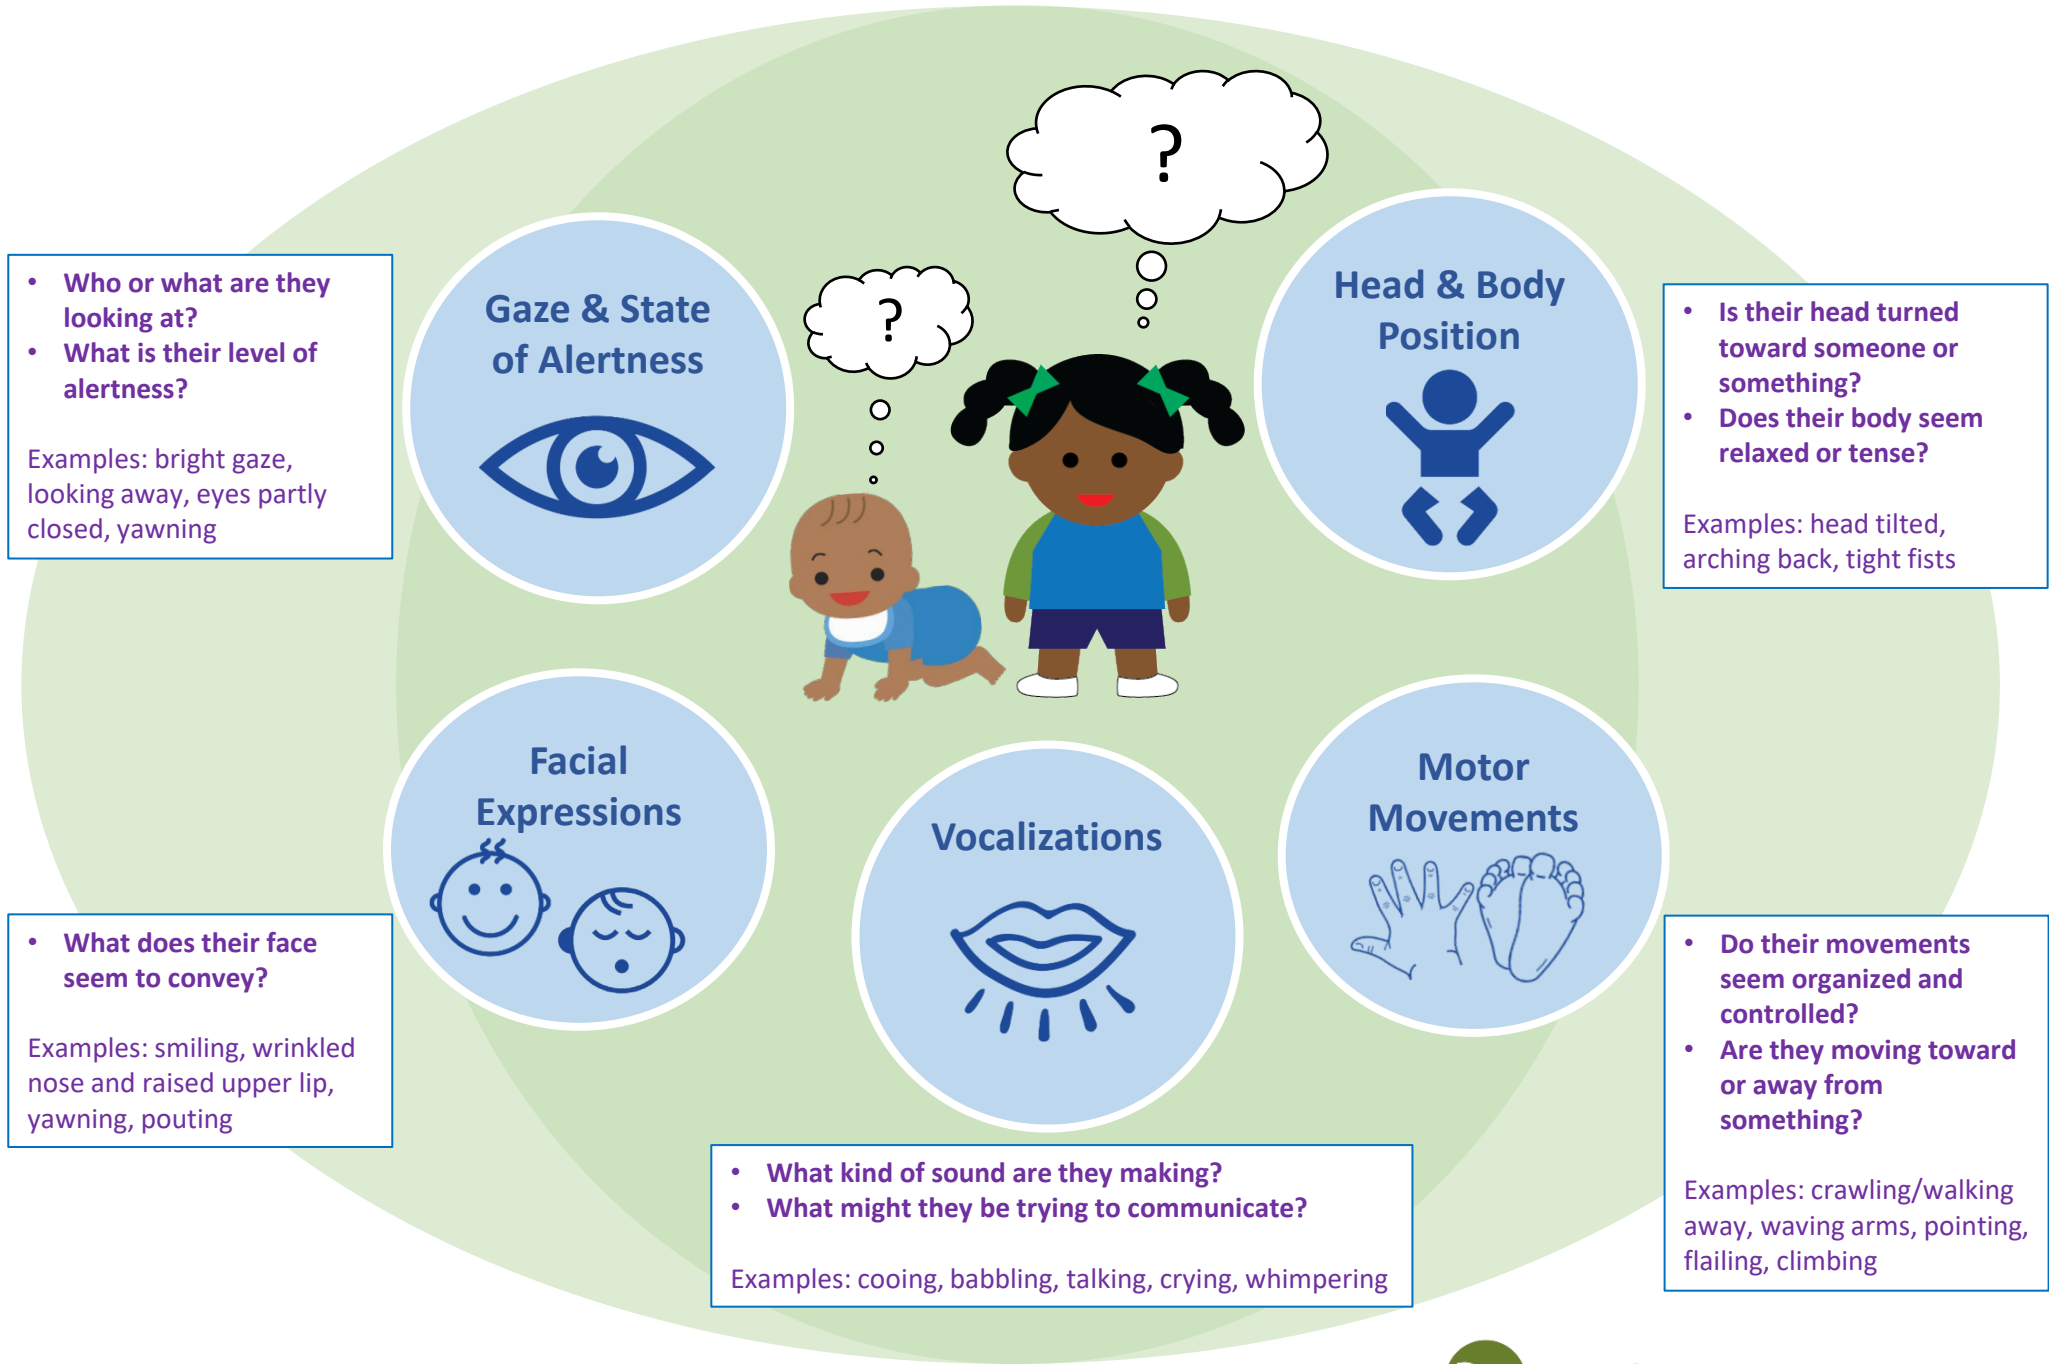 ?
?
Gaze & State
of Alertness
• Who or what are they
looking at?
• What is their level of
alertness?
Examples: bright gaze,
looking away, eyes partly
closed, yawning
Head & Body
Position
• Is their head turned
toward someone or
something?
• Does their body seem
relaxed or tense?
Examples: head tilted,
arching back, tight fists
Facial
Expressions
• What does their face
seem to convey?
Examples: smiling, wrinkled
nose and raised upper lip,
yawning, pouting
Vocalizations
• What kind of sound are they making?
• What might they be trying to communicate?
Examples: cooing, babbling, talking, crying, whimpering
Motor
Movements
• Do their movements
seem organized and
controlled?
• Are they moving toward
or away from
something?
Examples: crawling/walking
away, waving arms, pointing,
flailing, climbing